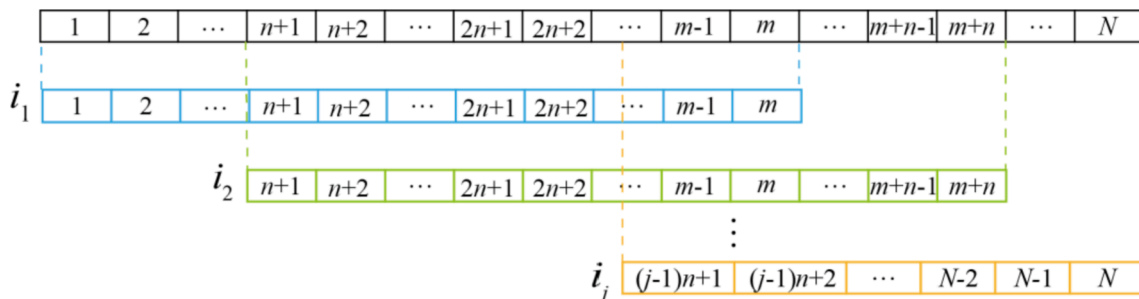 1 2 … n+1 n+2 … 2n+1 2n+2 … m-1 m … m+n-1 m+n … N
i₁ 1 2 … n+1 n+2 … 2n+1 2n+2 … m-1 m
i₂ n+1 n+2 … 2n+1 2n+2 … m-1 m … m+n-1 m+n
⋮
iⱼ (j-1)n+1 (j-1)n+2 … N-2 N-1 N